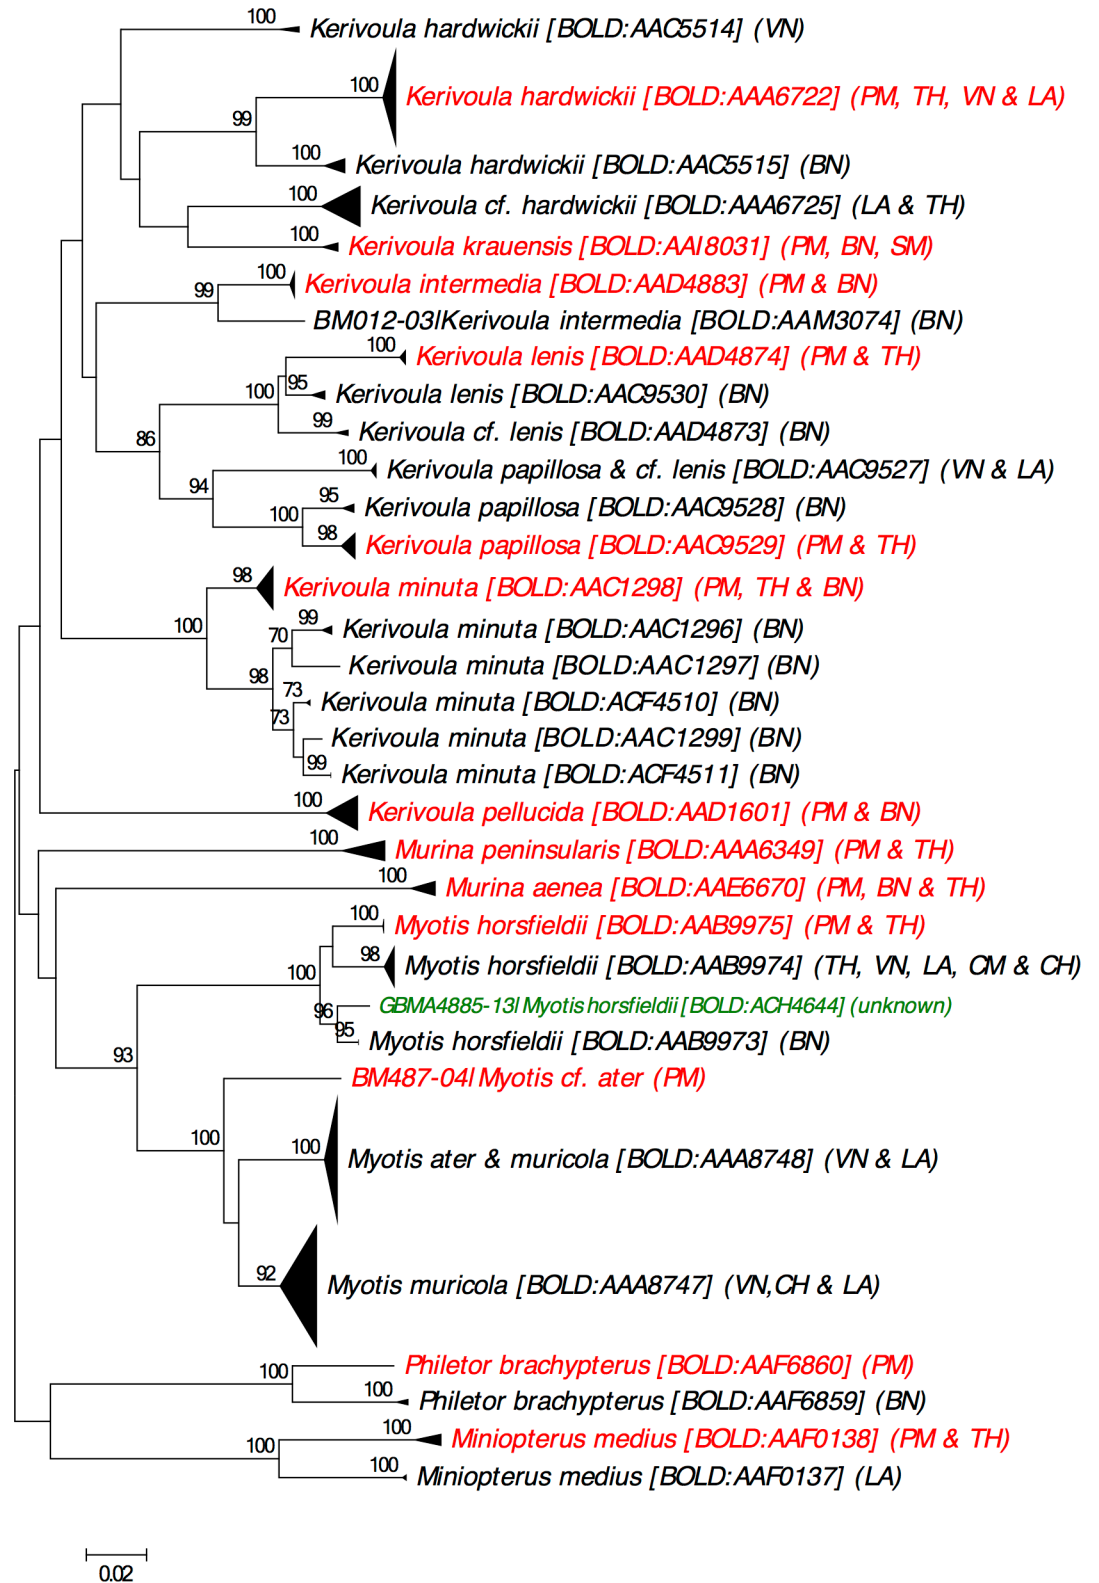 100
Kerivoula hardwickii [BOLD:AAC5514] (VN)
100
Kerivoula hardwickii [BOLD:AAA6722] (PM, TH, VN & LA)
99
100
Kerivoula hardwickii [BOLD:AAC5515] (BN)
100
Kerivoula cf. hardwickii [BOLD:AAA6725] (LA & TH)
100
Kerivoula krauensis [BOLD:AAI8031] (PM, BN, SM)
100
Kerivoula intermedia [BOLD:AAD4883] (PM & BN)
99
BM012-03|Kerivoula intermedia [BOLD:AAM3074] (BN)
100
Kerivoula lenis [BOLD:AAD4874] (PM & TH)
95
100
Kerivoula lenis [BOLD:AAC9530] (BN)
99
Kerivoula cf. lenis [BOLD:AAD4873] (BN)
86
100
Kerivoula papillosa & cf. lenis [BOLD:AAC9527] (VN & LA)
94
95
Kerivoula papillosa [BOLD:AAC9528] (BN)
100
98
Kerivoula papillosa [BOLD:AAC9529] (PM & TH)
98
Kerivoula minuta [BOLD:AAC1298] (PM, TH & BN)
100
99
Kerivoula minuta [BOLD:AAC1296] (BN)
70
Kerivoula minuta [BOLD:AAC1297] (BN)
98
73
Kerivoula minuta [BOLD:ACF4510] (BN)
73
Kerivoula minuta [BOLD:AAC1299] (BN)
99
Kerivoula minuta [BOLD:ACF4511] (BN)
100
Kerivoula pellucida [BOLD:AAD1601] (PM & BN)
100
Murina peninsularis [BOLD:AAA6349] (PM & TH)
100
Murina aenea [BOLD:AAE6670] (PM, BN & TH)
100
Myotis horsfieldii [BOLD:AAB9975] (PM & TH)
98
Myotis horsfieldii [BOLD:AAB9974] (TH, VN, LA, CM & CH)
100
GBMA4885-13| Myotis horsfieldii [BOLD:ACH4644] (unknown)
96
95
Myotis horsfieldii [BOLD:AAB9973] (BN)
93
BM487-04| Myotis cf. ater (PM)
100
100
Myotis ater & muricola [BOLD:AAA8748] (VN & LA)
92
Myotis muricola [BOLD:AAA8747] (VN,CH & LA)
Philetor brachypterus [BOLD:AAF6860] (PM)
100
100
Philetor brachypterus [BOLD:AAF6859] (BN)
100
Miniopterus medius [BOLD:AAF0138] (PM & TH)
100
100
Miniopterus medius [BOLD:AAF0137] (LA)
0.02